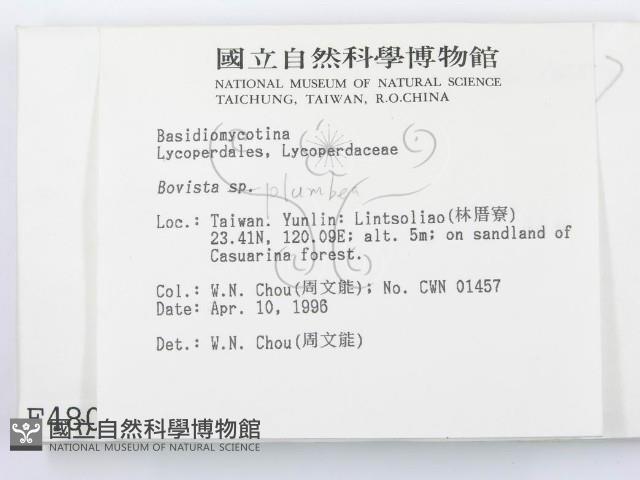 國立自然科學博物館
NATIONAL MUSEUM OF NATURAL SCIENCE
TAICHUNG, TAIWAN, R.O.CHINA
Basidiomycotina
Lycoperdales, Lycoperdaceae
Bovista sp. plumbea
Loc.: Taiwan. Yunlin: Lintsoliao(林厝寮)
23.41N, 120.09E; alt. 5m; on sandland of
Casuarina forest.
Col.: W.N. Chou(周文能); No. CWN 01457
Date: Apr. 10, 1996
Det.: W.N. Chou(周文能)
國立自然科學博物館
NATIONAL MUSEUM OF NATURAL SCIENCE